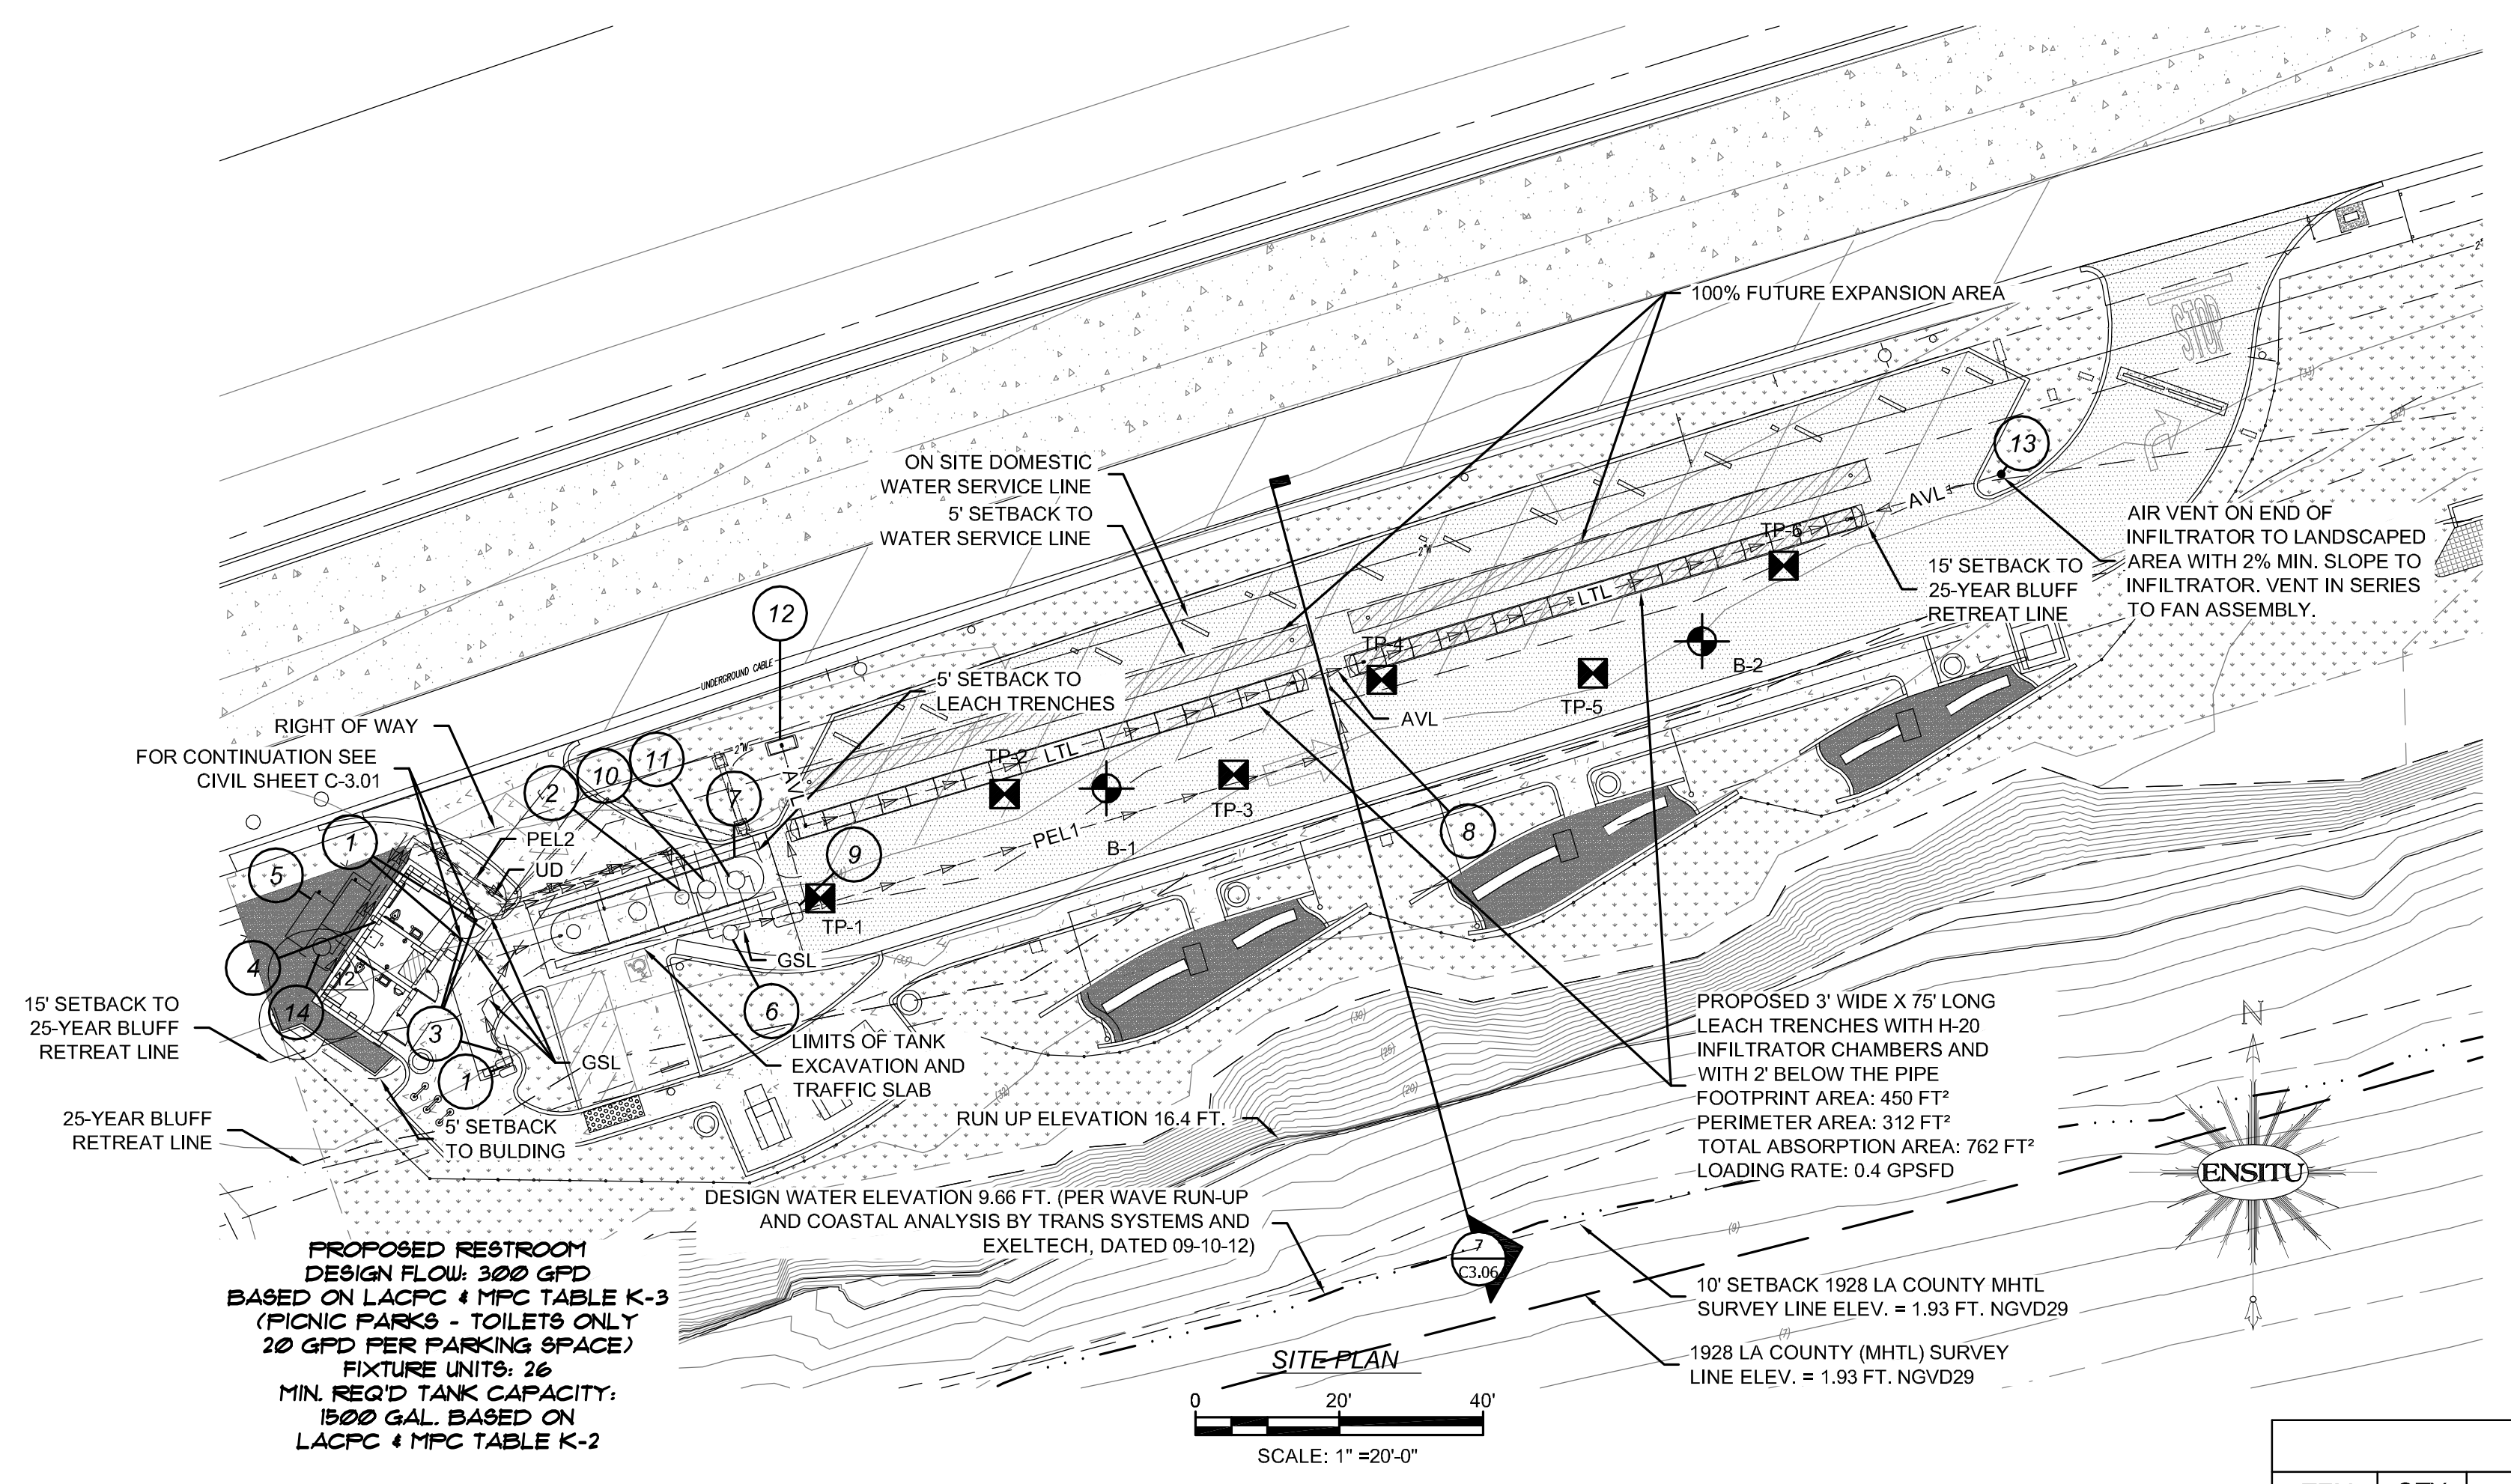 100% FUTURE EXPANSION AREA
STOP
2"
(33)
(32)
13
ON SITE DOMESTIC
WATER SERVICE LINE
5' SETBACK TO
WATER SERVICE LINE
AVL
AIR VENT ON END OF
INFILTRATOR TO LANDSCAPED
AREA WITH 2% MIN. SLOPE TO
INFILTRATOR. VENT IN SERIES
TO FAN ASSEMBLY.
TP-6
2"W
15' SETBACK TO
25-YEAR BLUFF
RETREAT LINE
LTL
12
TP-4
B-2
UNDERGROUND CABLE
5' SETBACK TO
LEACH TRENCHES
TP-5
AVL
RIGHT OF WAY
FOR CONTINUATION SEE
CIVIL SHEET C-3.01
2
10
11
2"W
7
AVL
TP-2
LTL
TP-3
8
1
PEL2
UD
PEL1
B-1
9
5
TP-1
4
12
GSL
14
6
3
15' SETBACK TO
25-YEAR BLUFF
RETREAT LINE
GSL
1
LIMITS OF TANK
EXCAVATION AND
TRAFFIC SLAB
(33)
(32)
(30)
(25)
(20)
PROPOSED 3' WIDE X 75' LONG
LEACH TRENCHES WITH H-20
INFILTRATOR CHAMBERS AND
WITH 2' BELOW THE PIPE
FOOTPRINT AREA: 450 FT²
PERIMETER AREA: 312 FT²
TOTAL ABSORPTION AREA: 762 FT²
LOADING RATE: 0.4 GPSFD
N
ENSITU
25-YEAR BLUFF
RETREAT LINE
5' SETBACK
TO BULDING
RUN UP ELEVATION 16.4 FT.
DESIGN WATER ELEVATION 9.66 FT. (PER WAVE RUN-UP
AND COASTAL ANALYSIS BY TRANS SYSTEMS AND
EXELTECH, DATED 09-10-12)
7
C3.06
(9)
(7)
10' SETBACK 1928 LA COUNTY MHTL
SURVEY LINE ELEV. = 1.93 FT. NGVD29
1928 LA COUNTY (MHTL) SURVEY
LINE ELEV. = 1.93 FT. NGVD29
PROPOSED RESTROOM
DESIGN FLOW: 300 GPD
BASED ON LACPC & MPC TABLE K-3
(PICNIC PARKS - TOILETS ONLY
20 GPD PER PARKING SPACE)
FIXTURE UNITS: 26
MIN. REQ'D TANK CAPACITY:
1500 GAL. BASED ON
LACPC & MPC TABLE K-2
SITE PLAN
0 20' 40'
SCALE: 1" =20'-0"